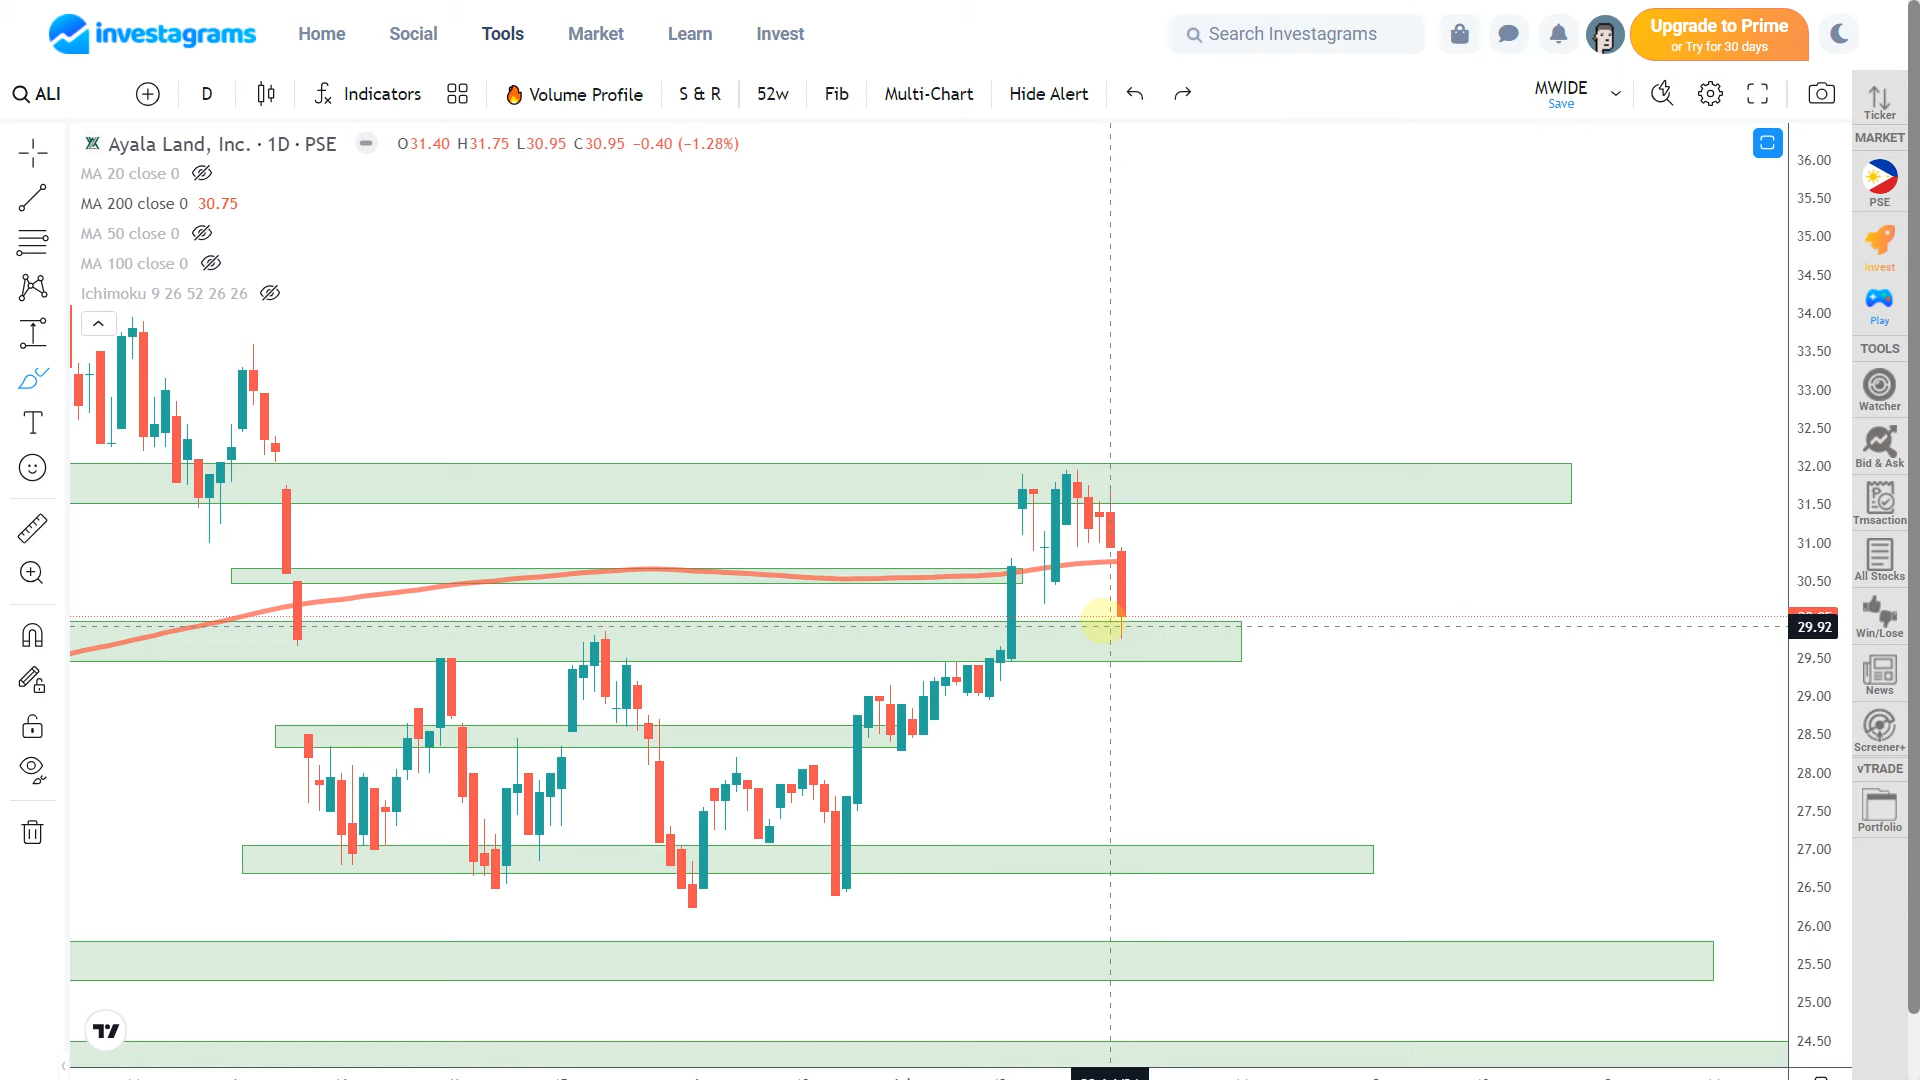 investagrams Home Social Tools Market Learn Invest Search Investagrams Upgrade to Prime
or Try for 30 days
ALI D Indicators Volume Profile S & R 52w Fib Multi-Chart Hide Alert MWIDE
Save
Ayala Land, Inc. · 1D · PSE O31.40 H31.75 L30.95 C30.95 −0.40 (−1.28%)
MA 20 close 0
MA 200 close 0 30.75
MA 50 close 0
MA 100 close 0
Ichimoku 9 26 52 26 26
36.00
35.50
35.00
34.50
34.00
33.50
33.00
32.50
32.00
31.50
31.00
30.50
29.92
29.50
29.00
28.50
28.00
27.50
27.00
26.50
26.00
25.50
25.00
24.50
Ticker
MARKET
PSE
Invest
Play
TOOLS
Watcher
Bid & Ask
Trnsaction
All Stocks
Win/Lose
News
Screener+
vTRADE
Portfolio